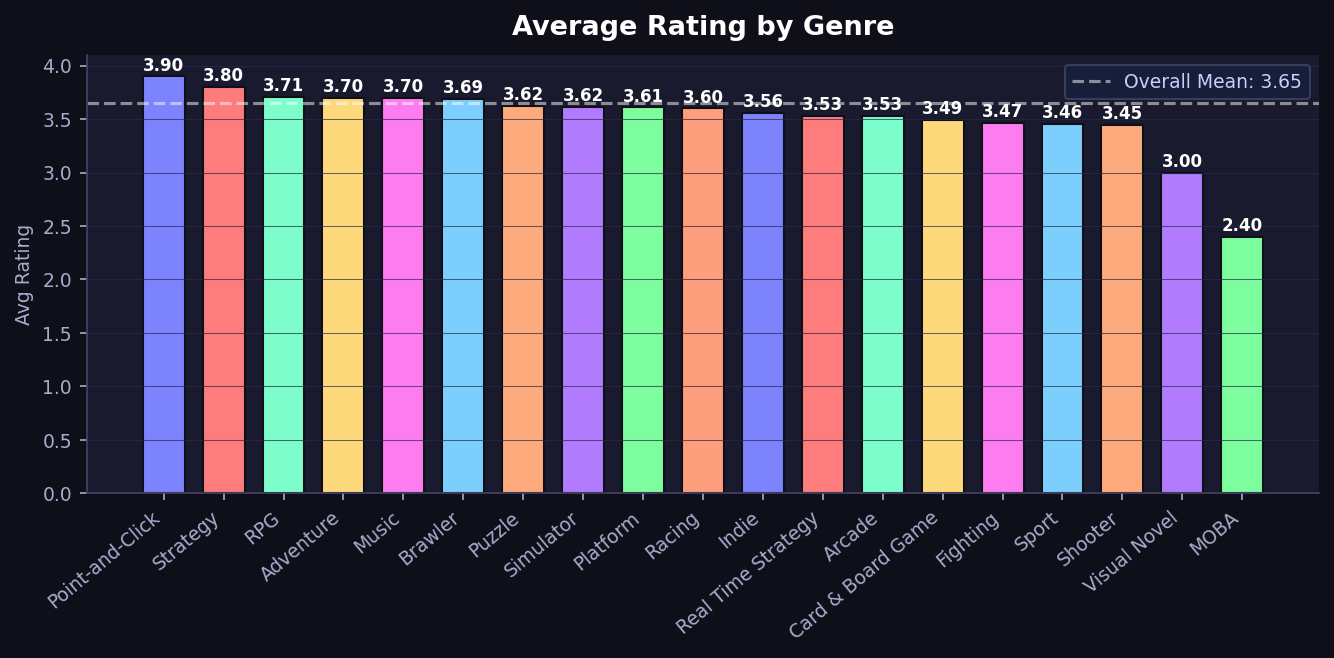 Average Rating by Genre
Overall Mean: 3.65
Avg Rating
4.0
3.5
3.0
2.5
2.0
1.5
1.0
0.5
0.0
3.90
3.80
3.71
3.70
3.70
3.69
3.62
3.62
3.61
3.60
3.56
3.53
3.53
3.49
3.47
3.46
3.45
3.00
2.40
Point-and-Click
Strategy
RPG
Adventure
Music
Brawler
Puzzle
Simulator
Platform
Racing
Indie
Real Time Strategy
Arcade
Card & Board Game
Fighting
Sport
Shooter
Visual Novel
MOBA